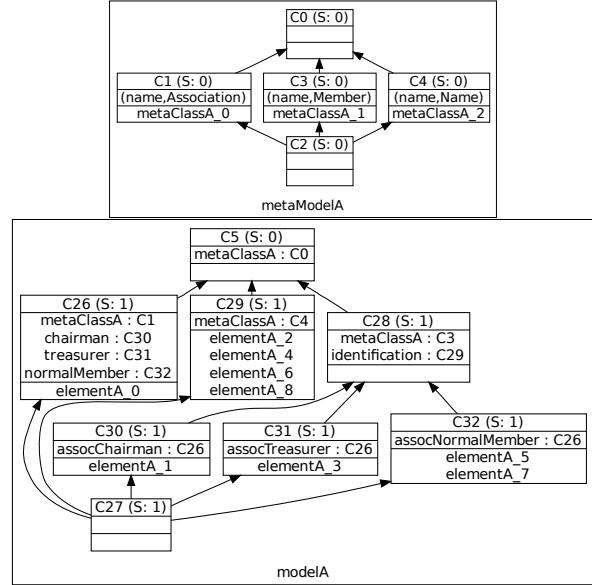 C0 (S: 0)
C1 (S: 0)
(name,Association)
metaClassA_0
C3 (S: 0)
(name,Member)
metaClassA_1
C4 (S: 0)
(name,Name)
metaClassA_2
C2 (S: 0)
metaModelA
C5 (S: 0)
metaClassA : C0
C26 (S: 1)
metaClassA : C1
chairman : C30
treasurer : C31
normalMember : C32
elementA_0
C29 (S: 1)
metaClassA : C4
elementA_2
elementA_4
elementA_6
elementA_8
C28 (S: 1)
metaClassA : C3
identification : C29
C30 (S: 1)
assocChairman : C26
elementA_1
C31 (S: 1)
assocTreasurer : C26
elementA_3
C32 (S: 1)
assocNormalMember : C26
elementA_5
elementA_7
C27 (S: 1)
modelA